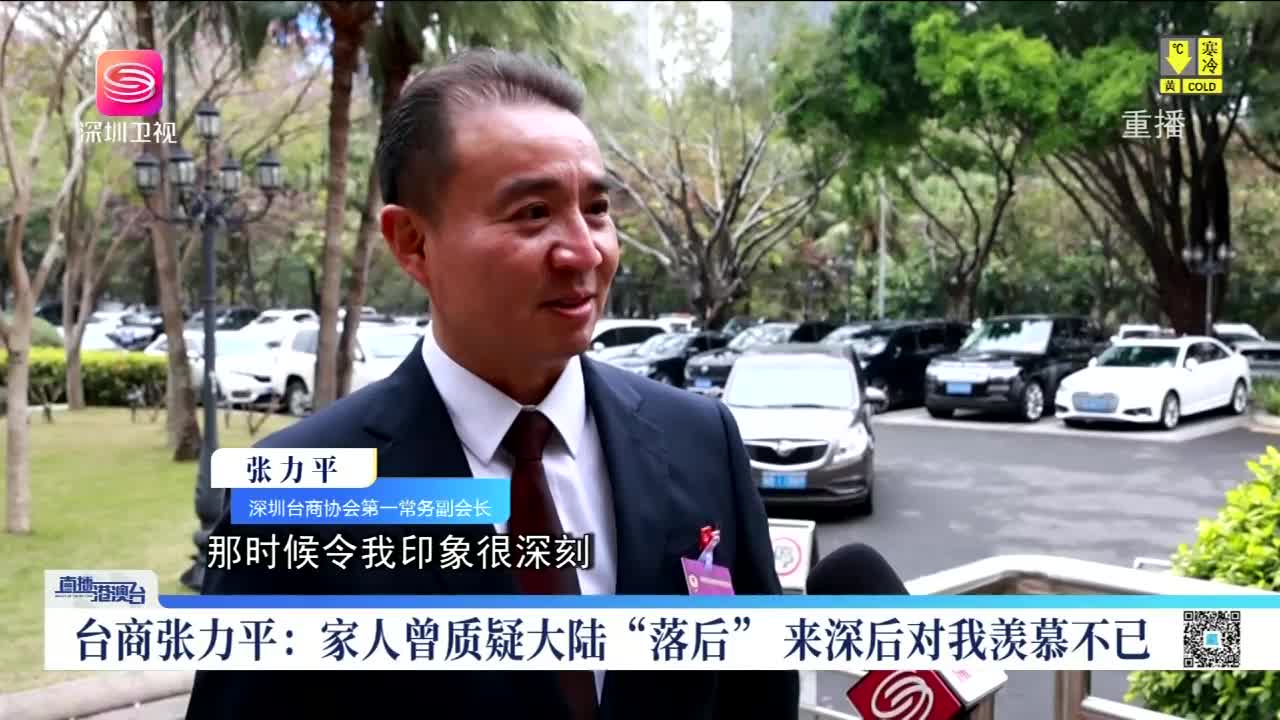 深圳卫视
℃
寒冷
黄 COLD
重播
张力平
深圳台商协会第一常务副会长
那时候令我印象很深刻
直播港澳台
台商张力平：家人曾质疑大陆“落后” 来深后对我羡慕不已